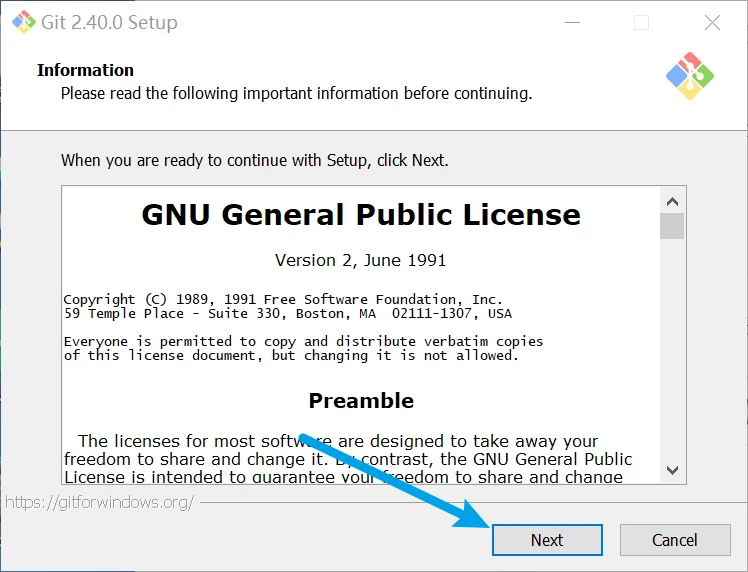 Git 2.40.0 Setup
Information
Please read the following important information before continuing.
When you are ready to continue with Setup, click Next.
GNU General Public License
Version 2, June 1991
Copyright (C) 1989, 1991 Free Software Foundation, Inc.
59 Temple Place - Suite 330, Boston, MA  02111-1307, USA
Everyone is permitted to copy and distribute verbatim copies
of this license document, but changing it is not allowed.
Preamble
The licenses for most software are designed to take away your
freedom to share and change it. By contrast, the GNU General Public
License is intended to guarantee your freedom to share and change
https://gitforwindows.org/
Next
Cancel